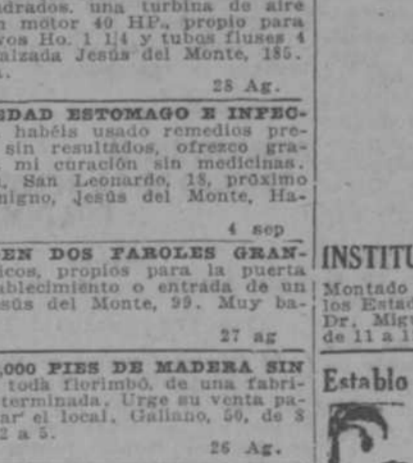 drados. una turbina de aire
n motor 40 HP., propio para
vos Ho. 1 1|4 y tubos fluses 4
alzada Jesús del Monte, 185.
28 Ag.
EDAD ESTOMAGO E INFEC-
habéis usado remedios pre-
sin resultados, ofrezco gra-
mi curación sin medicinas.
San Leonardo, 18, próximo
nigno, Jesús del Monte, Ha-
4 sep
EN DOS FAROLES GRAN-
icos, propios para la puerta
ablecimiento o entrada de un
esús del Monte, 99. Muy ba-
27 ag
,000 PIES DE MADERA SIN
toda florimbó, de una fabri-
terminada. Urge su venta pa-
ar el local. Galiano, 50, de 8
2 a 5.
26 Ag.
INSTITU
Montado
los Estad
Dr. Migu
de 11 a 1
Establo